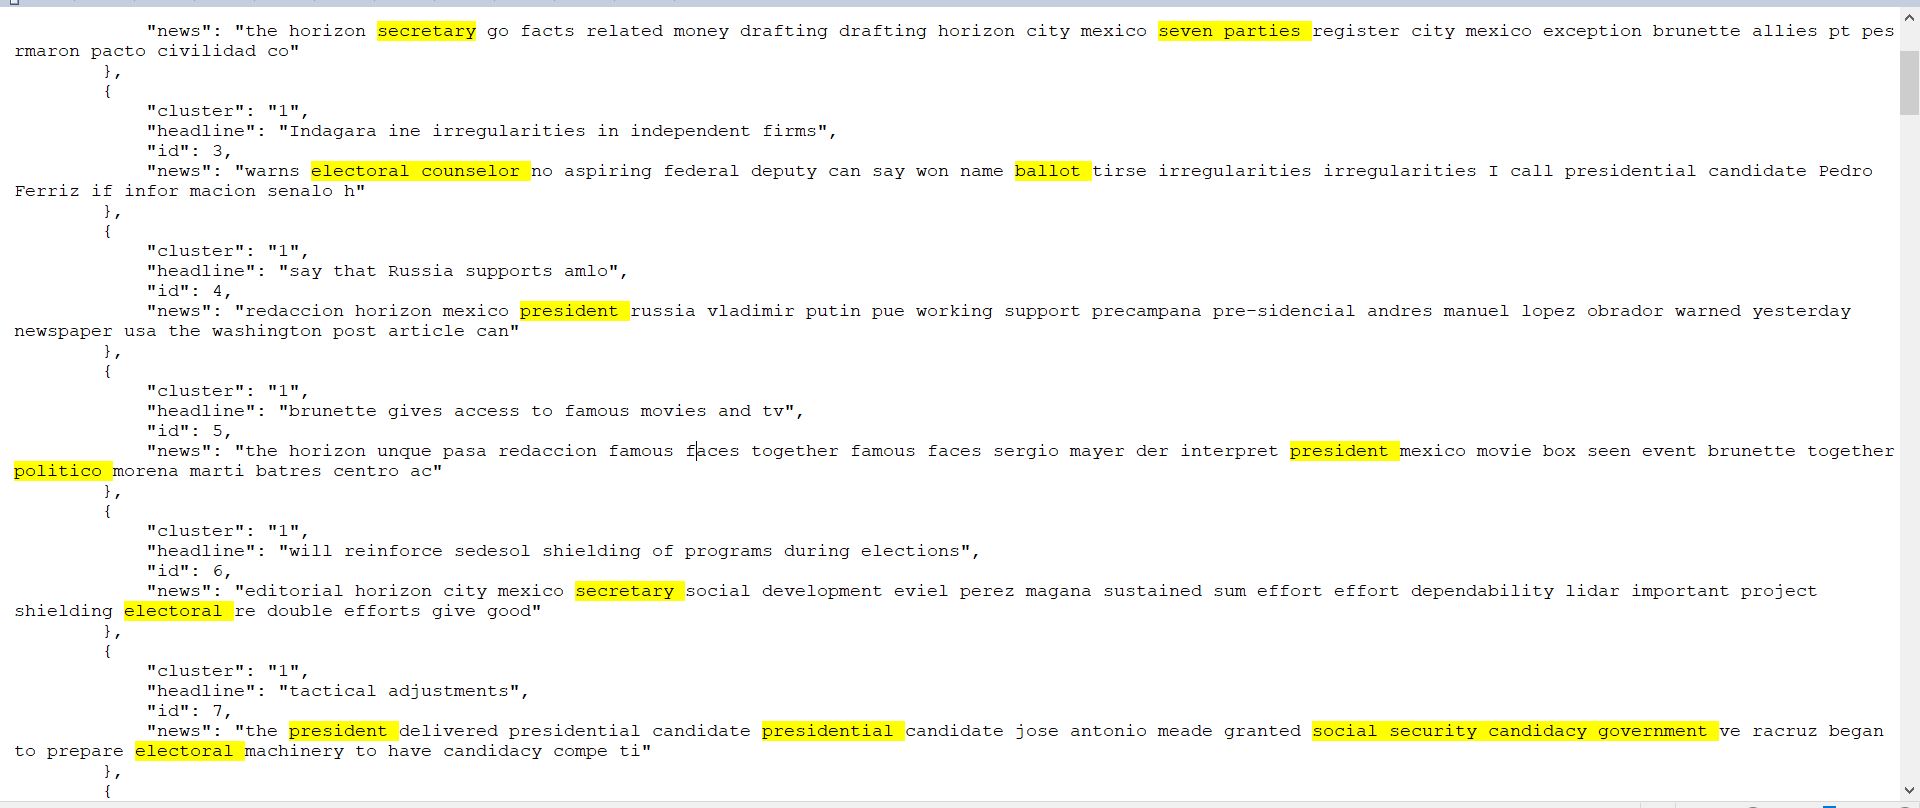 "news": "the horizon secretary go facts related money drafting drafting horizon city mexico seven parties register city mexico exception brunette allies pt pes
rmaron pacto civilidad co"
},
{
"cluster": "1",
"headline": "Indagara ine irregularities in independent firms",
"id": 3,
"news": "warns electoral counselor no aspiring federal deputy can say won name ballot tirse irregularities irregularities I call presidential candidate Pedro
Ferriz if infor macion senalo h"
},
{
"cluster": "1",
"headline": "say that Russia supports amlo",
"id": 4,
"news": "redaccion horizon mexico president russia vladimir putin pue working support precampana pre-sidencial andres manuel lopez obrador warned yesterday
newspaper usa the washington post article can"
},
{
"cluster": "1",
"headline": "brunette gives access to famous movies and tv",
"id": 5,
"news": "the horizon unque pasa redaccion famous faces together famous faces sergio mayer der interpret president mexico movie box seen event brunette together
politico morena marti batres centro ac"
},
{
"cluster": "1",
"headline": "will reinforce sedesol shielding of programs during elections",
"id": 6,
"news": "editorial horizon city mexico secretary social development eviel perez magana sustained sum effort effort dependability lidar important project
shielding electoral re double efforts give good"
},
{
"cluster": "1",
"headline": "tactical adjustments",
"id": 7,
"news": "the president delivered presidential candidate presidential candidate jose antonio meade granted social security candidacy government ve racruz began
to prepare electoral machinery to have candidacy compe ti"
},
{